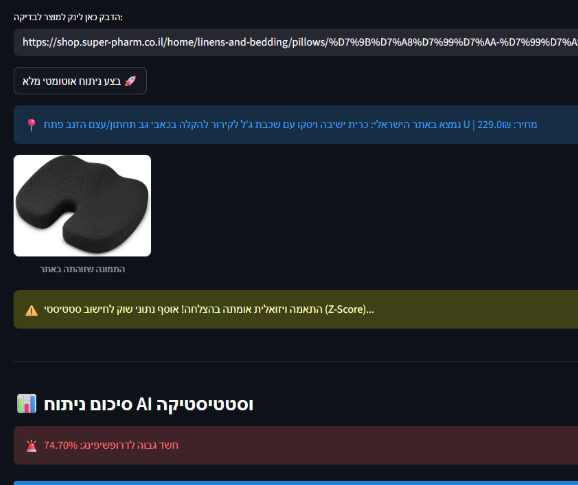 הדבק כאן לינק למוצר לבדיקה:
https://shop.super-pharm.co.il/home/linens-and-bedding/pillows/%D7%9B%D7%A8%D7%99%D7%AA-%D7%99%D7%A9
בצע ניתוח אוטומטי מלא 🚀
📍 נמצא באתר הישראלי: כרית ישיבה ויסקו עם שכבת ג'ל לקירור להקלה בכאבי גב תחתון/עצם הזנב פתח U | מחיר: 229.0₪
התמונה שזוהתה באתר
⚠️ התאמה ויזואלית אומתה בהצלחה! אוסף נתוני שוק לחישוב סטטיסטי (Z-Score)...
📊 סיכום ניתוח AI וסטטיסטיקה
🚨 חשד גבוה לדרופשיפינג: 74.70%